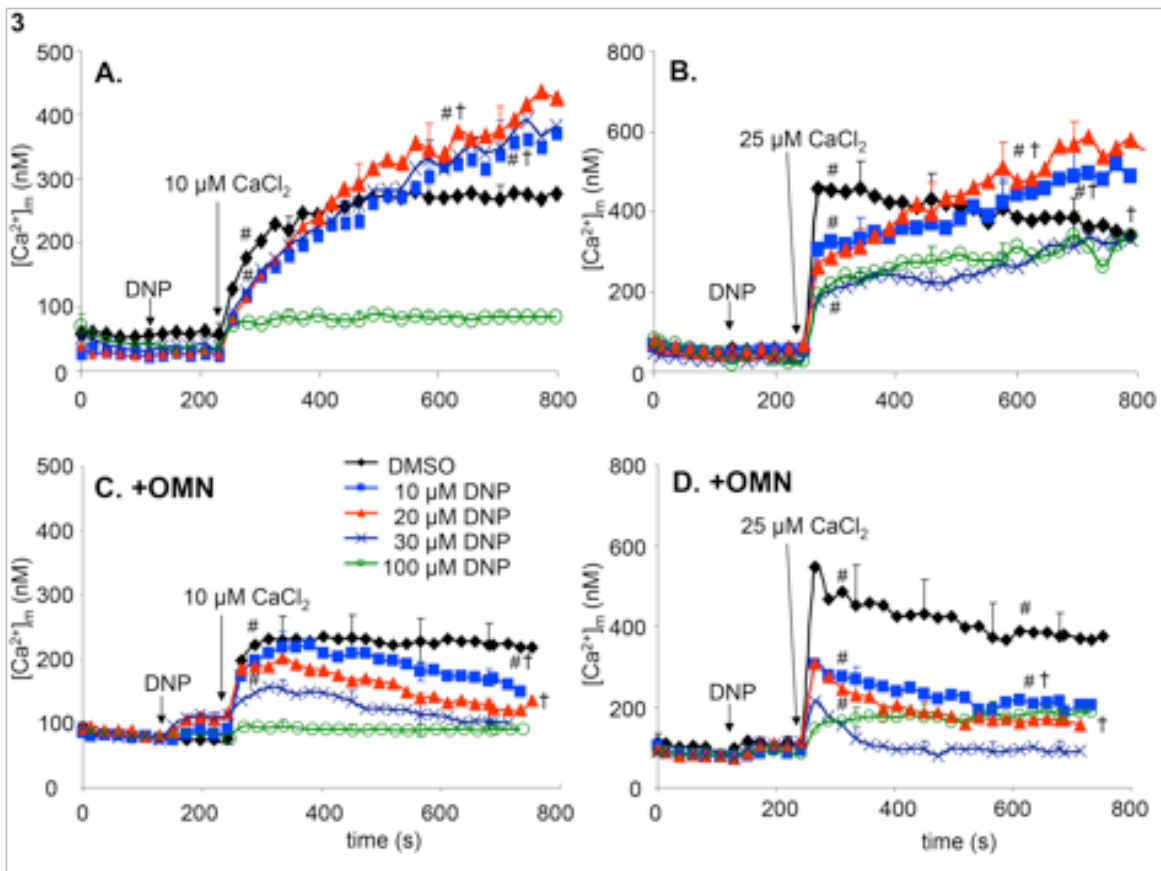 3
A.
500
400
300
200
100
0
[Ca²⁺]ₘ (nM)
DNP
10 µM CaCl₂
#
#
# †
# †
0
200
400
600
800
B.
800
600
400
200
0
[Ca²⁺]ₘ (nM)
DNP
25 µM CaCl₂
#
#
#
# †
# †
†
0
200
400
600
800
C. +OMN
500
400
300
200
100
0
[Ca²⁺]ₘ (nM)
DMSO
10 µM DNP
20 µM DNP
30 µM DNP
100 µM DNP
DNP
10 µM CaCl₂
#
#
# †
†
0
200
400
600
800
time (s)
D. +OMN
800
600
400
200
0
[Ca²⁺]ₘ (nM)
25 µM CaCl₂
DNP
#
#
#
#
# †
†
0
200
400
600
800
time (s)